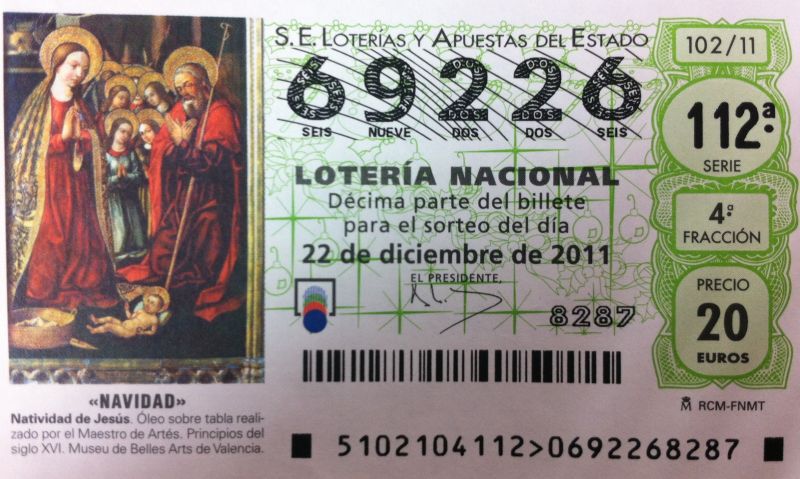 S.E. LOTERÍAS Y APUESTAS DEL ESTADO
69226
SEIS NUEVE DOS DOS SEIS
LOTERÍA NACIONAL
Décima parte del billete
para el sorteo del día
22 de diciembre de 2011
EL PRESIDENTE,
8287
102/11
112ª
SERIE
4ª
FRACCIÓN
PRECIO
20
EUROS
RCM-FNMT
«NAVIDAD»
Natividad de Jesús. Óleo sobre tabla reali-
zado por el Maestro de Artés. Principios del
siglo XVI. Museu de Belles Arts de Valencia.
5102104112>0692268287